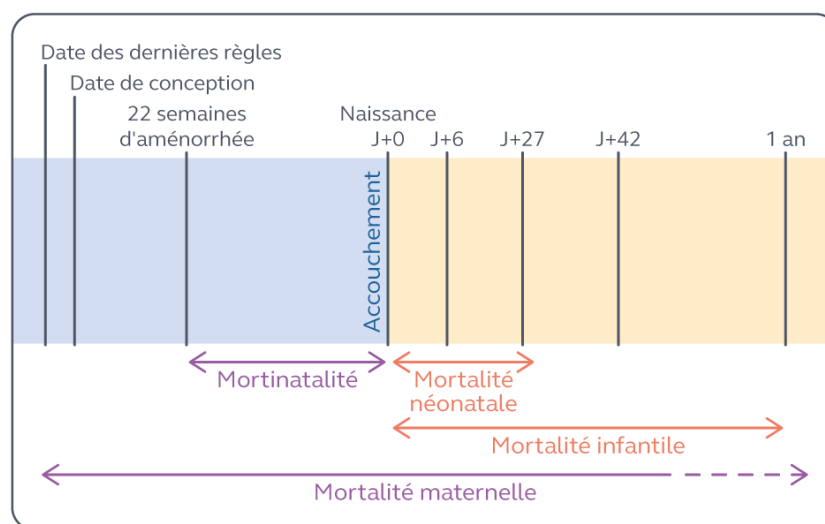 Date des dernières règles
Date de conception
22 semaines
d'aménorrhée
Naissance
J+0
J+6
J+27
J+42
1 an
Accouchement
Mortinatalité
Mortalité
néonatale
Mortalité infantile
Mortalité maternelle